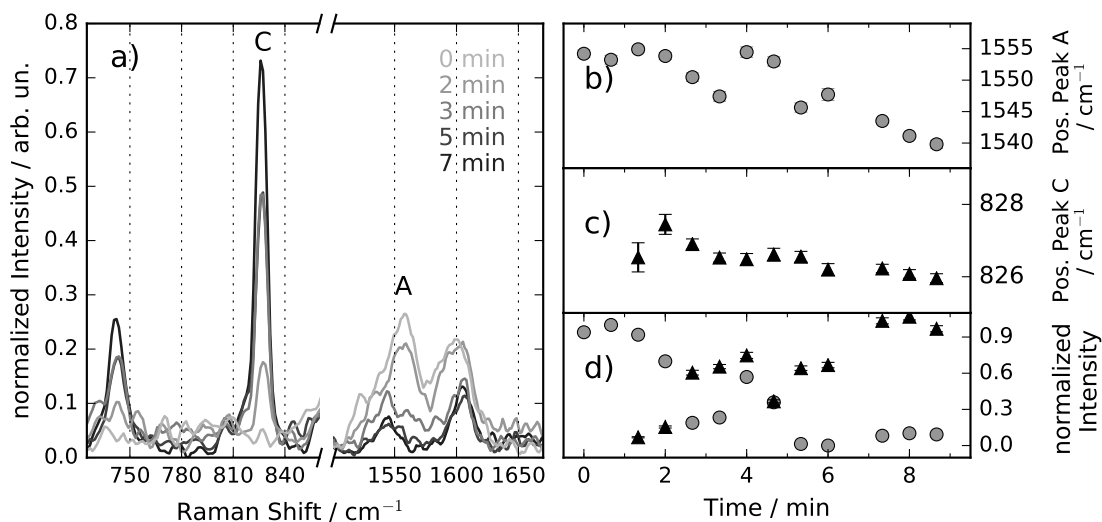 a)
C
A
0 min
2 min
3 min
5 min
7 min
normalized Intensity / arb. un.
0.8
0.7
0.6
0.5
0.4
0.3
0.2
0.1
0.0
750
780
810
840
1550
1600
1650
Raman Shift / cm⁻¹
b)
1555
1550
1545
1540
Pos. Peak A
/ cm⁻¹
c)
828
826
Pos. Peak C
/ cm⁻¹
d)
0.9
0.6
0.3
0.0
normalized
Intensity
0
2
4
6
8
Time / min